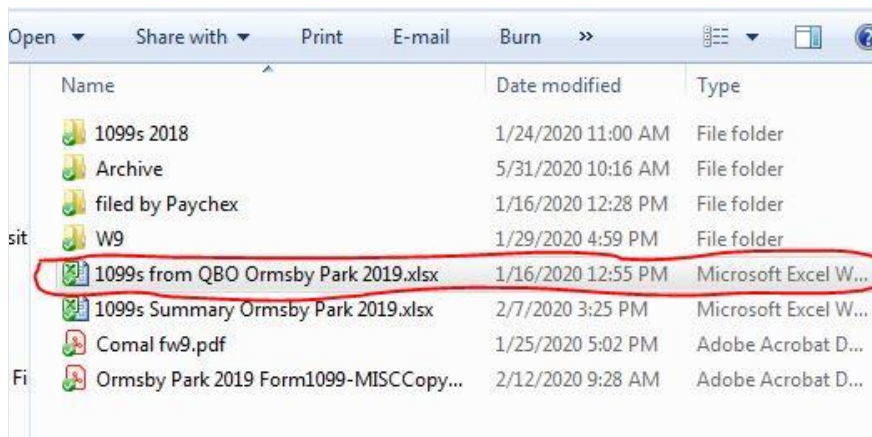 Open Share with Print E-mail Burn »
Name Date modified Type
1099s 2018 1/24/2020 11:00 AM File folder
Archive 5/31/2020 10:16 AM File folder
filed by Paychex 1/16/2020 12:28 PM File folder
sit W9 1/29/2020 4:59 PM File folder
1099s from QBO Ormsby Park 2019.xlsx 1/16/2020 12:55 PM Microsoft Excel W...
1099s Summary Ormsby Park 2019.xlsx 2/7/2020 3:25 PM Microsoft Excel W...
Comal fw9.pdf 1/25/2020 5:02 PM Adobe Acrobat D...
Fi Ormsby Park 2019 Form1099-MISCCopy... 2/12/2020 9:28 AM Adobe Acrobat D...